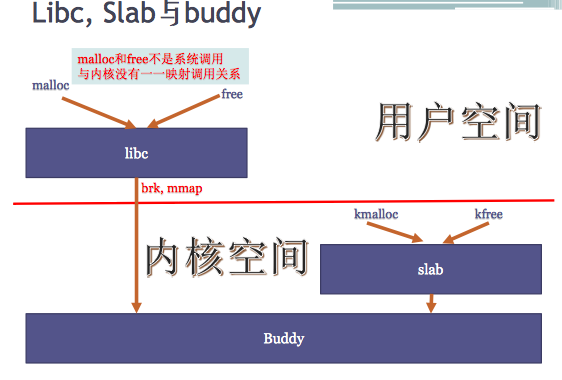 Libc, Slab与buddy
malloc和free不是系统调用
与内核没有一一映射调用关系
malloc
free
用户空间
libc
brk, mmap
kmalloc
kfree
内核空间
slab
Buddy